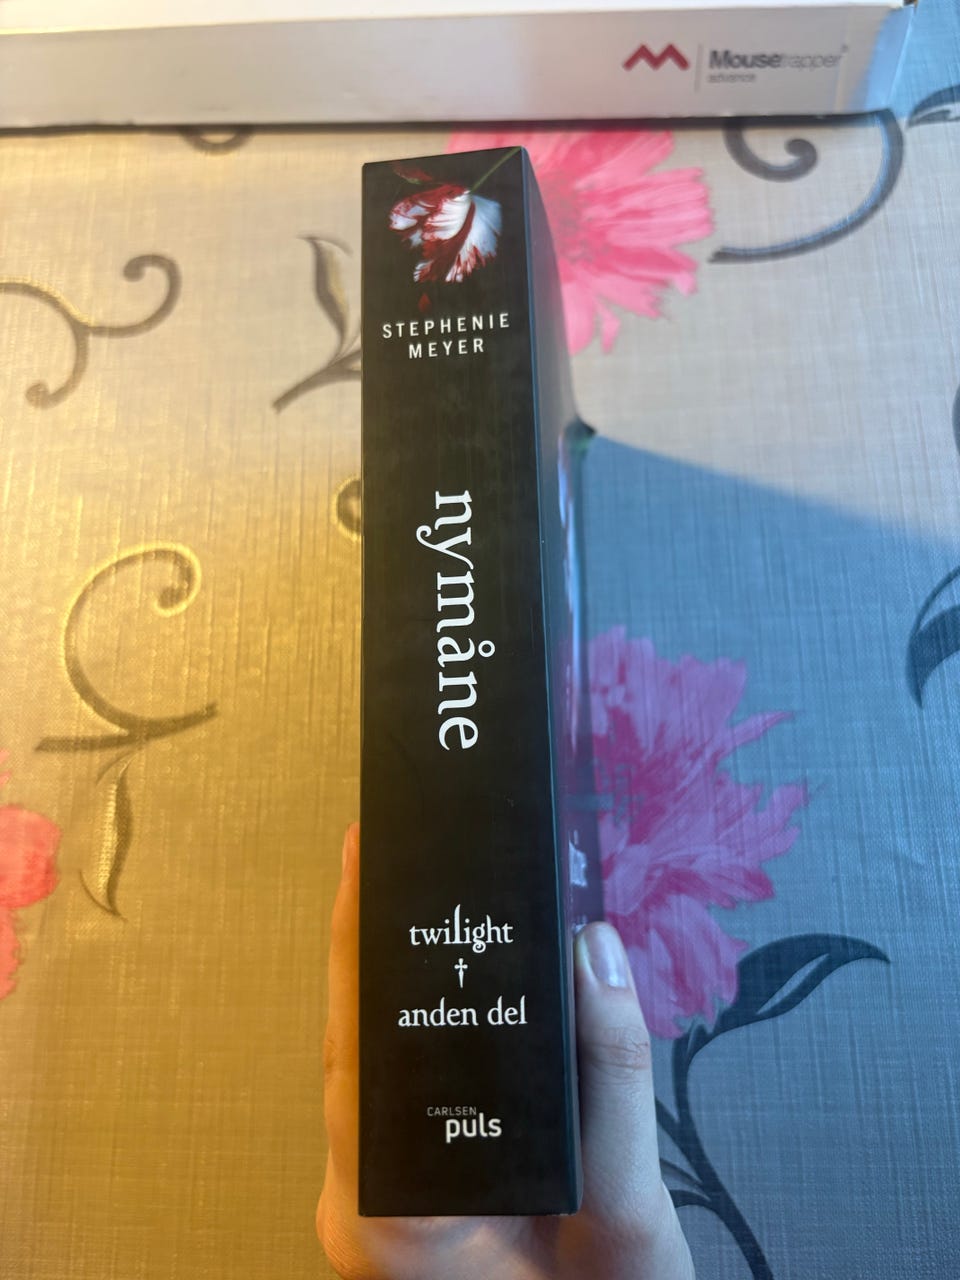 Mousetrapper
advance
STEPHENIE
MEYER
nymåne
twilight
†
anden del
CARLSEN
puls